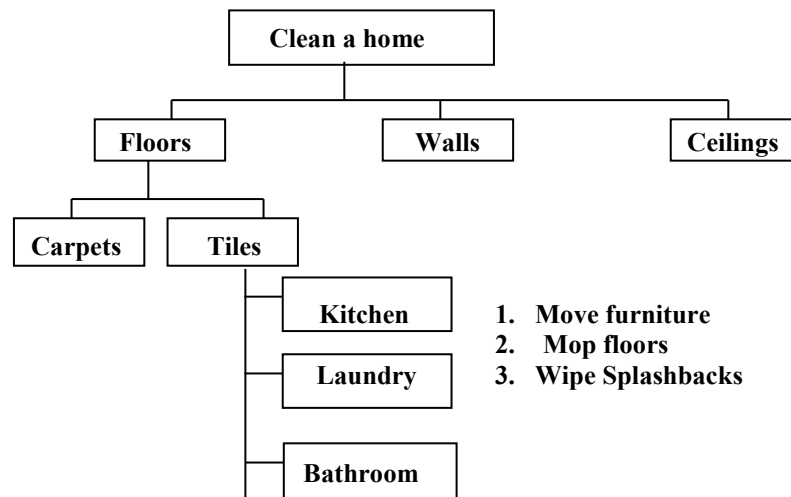 Clean a home
Floors
Walls
Ceilings
Carpets
Tiles
Kitchen
Laundry
Bathroom
1. Move furniture
2. Mop floors
3. Wipe Splashbacks